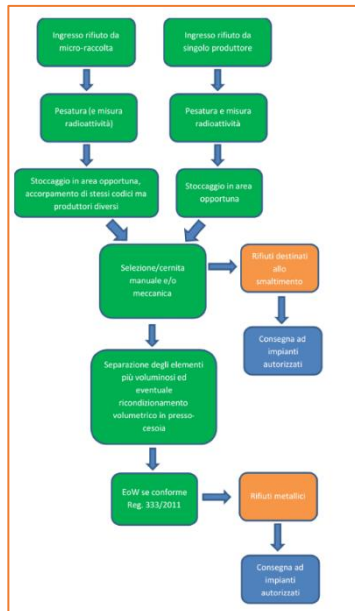 Ingresso rifiuto da
micro-raccolta
Ingresso rifiuto da
singolo produttore
Pesatura (e misura
radioattività)
Pesatura e misura
radioattività
Stoccaggio in area opportuna,
accorpamento di stessi codici ma
produttori diversi
Stoccaggio in area
opportuna
Selezione/cernita
manuale e/o
meccanica
Rifiuti destinati
allo
smaltimento
Consegna ad
impianti
autorizzati
Separazione degli elementi
più voluminosi ed
eventuale
ricondizionamento
volumetrico in presso-
cesoia
EoW se conforme
Reg. 333/2011
Rifiuti metallici
Consegna ad
impianti
autorizzati